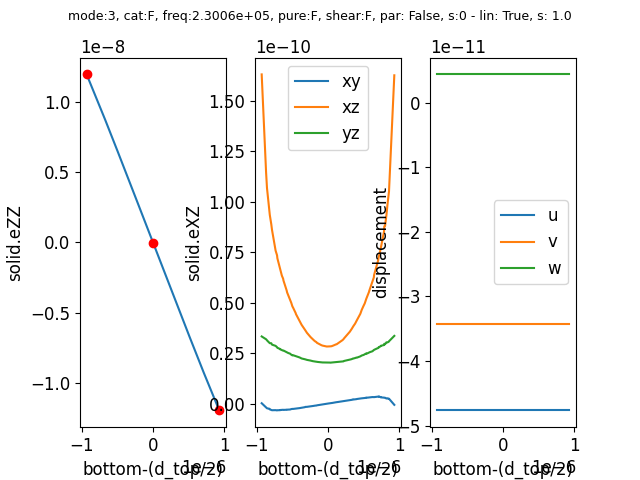 mode:3, cat:F, freq:2.3006e+05, pure:F, shear:F, par: False, s:0 - lin: True, s: 1.0
1e−8
1.0
0.5
0.0
−0.5
−1.0
solid.eZZ
−1
0
1
1e−6
bottom-(d_top/2)
1e−10
xy
xz
yz
1.50
1.25
1.00
0.75
0.50
0.25
0.00
solid.eXZ
−1
0
1
1e−6
bottom-(d_top/2)
1e−11
0
−1
−2
−3
−4
−5
displacement
u
v
w
−1
0
1
1e−6
bottom-(d_top/2)